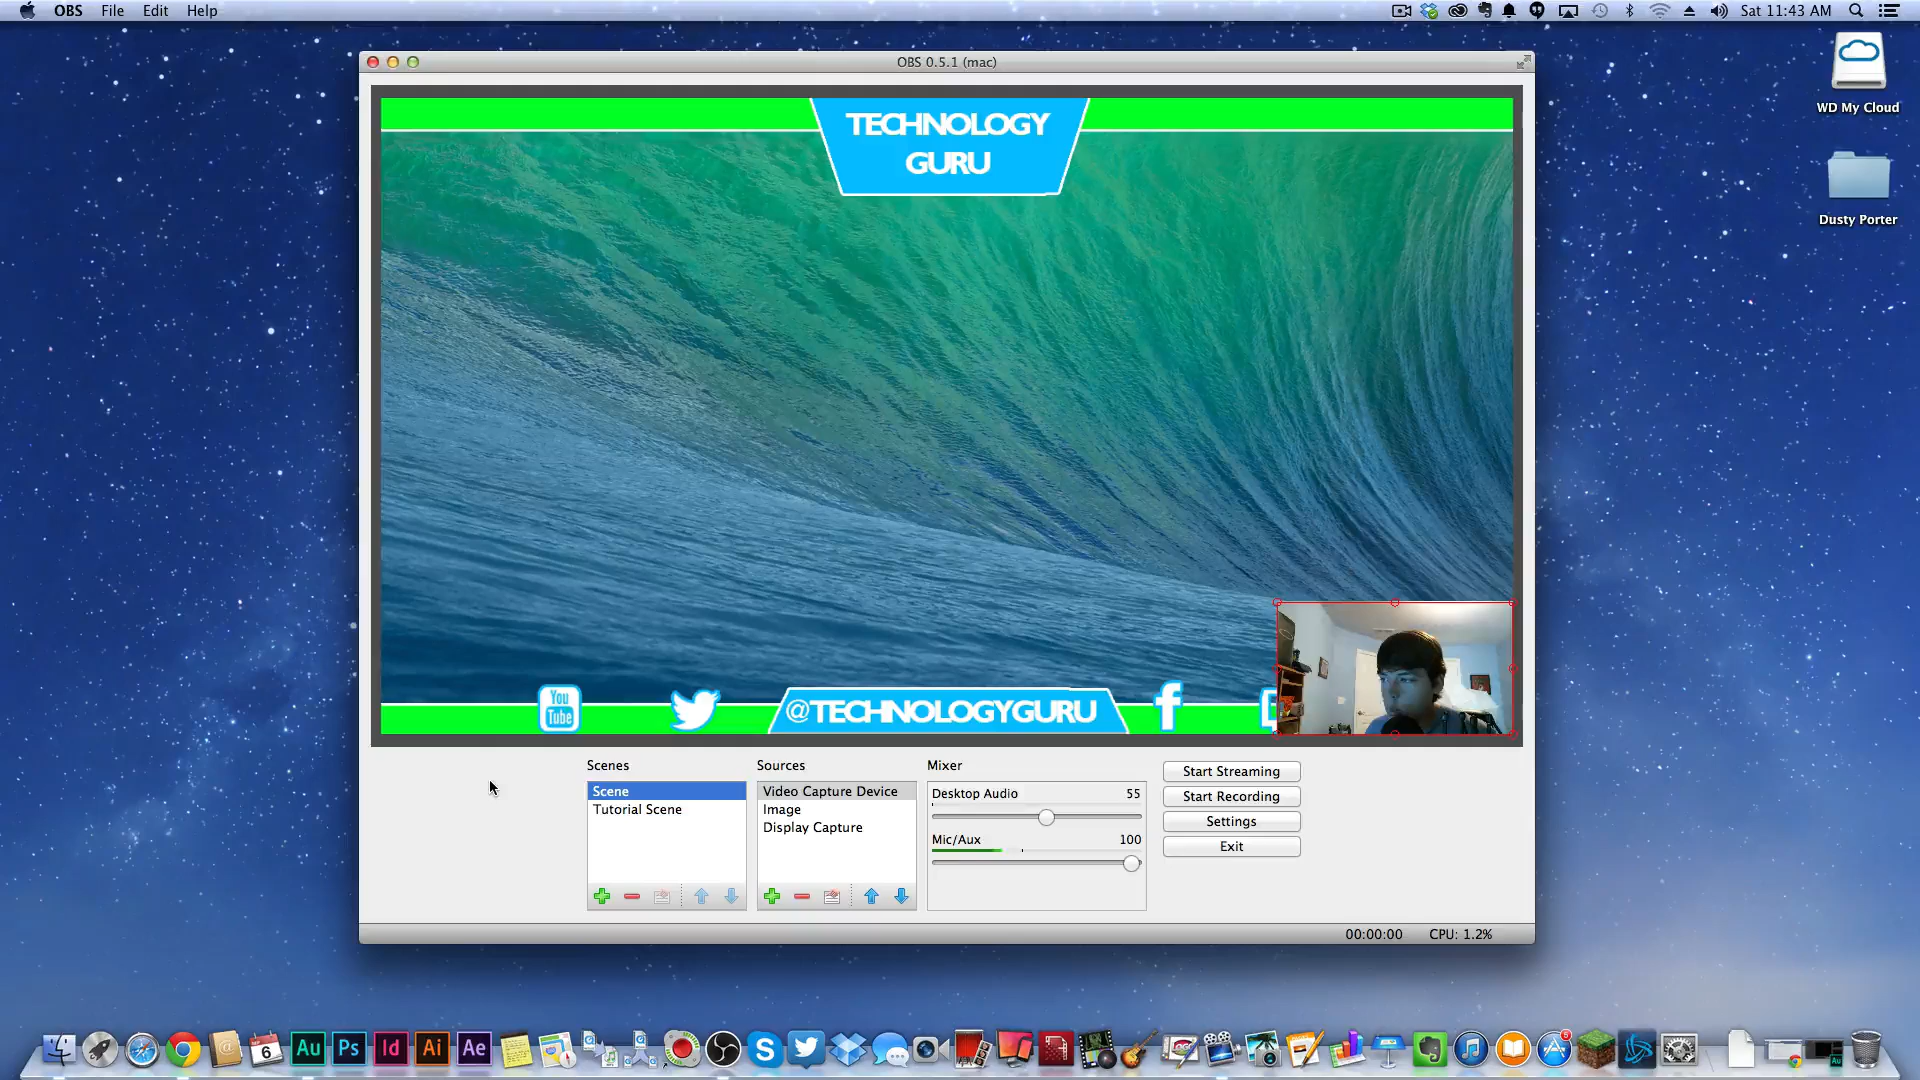 OBS File Edit Help
Sat 11:43 AM
WD My Cloud
Dusty Porter
OBS 0.5.1 (mac)
TECHNOLOGY
GURU
You
Tube
@TECHNOLOGYGURU
Scenes
Scene
Tutorial Scene
Sources
Video Capture Device
Image
Display Capture
Mixer
Desktop Audio 55
Mic/Aux 100
Start Streaming
Start Recording
Settings
Exit
00:00:00 CPU: 1.2%
6
Au
Ps
Id
Ai
Ae